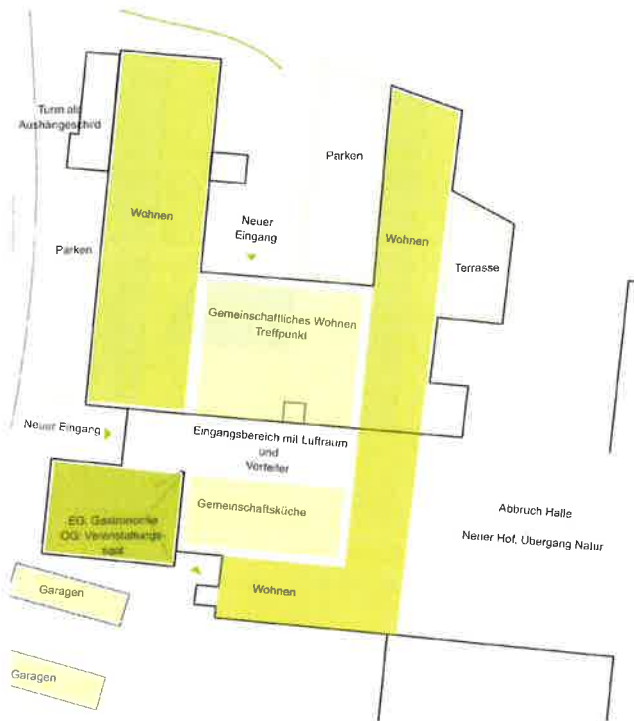 Turm als
Aushängeschild
Parken
Wohnen
Neuer
Eingang
Wohnen
Parken
Terrasse
Gemeinschaftliches Wohnen
Treffpunkt
Neuer Eingang
Eingangsbereich mit Luftraum
und
Verteiler
Gemeinschaftsküche
Abbruch Halle
Neuer Hof, Übergang Natur
EG: Gastronomie
OG: Veranstaltungs-
saal
Wohnen
Garagen
Garagen